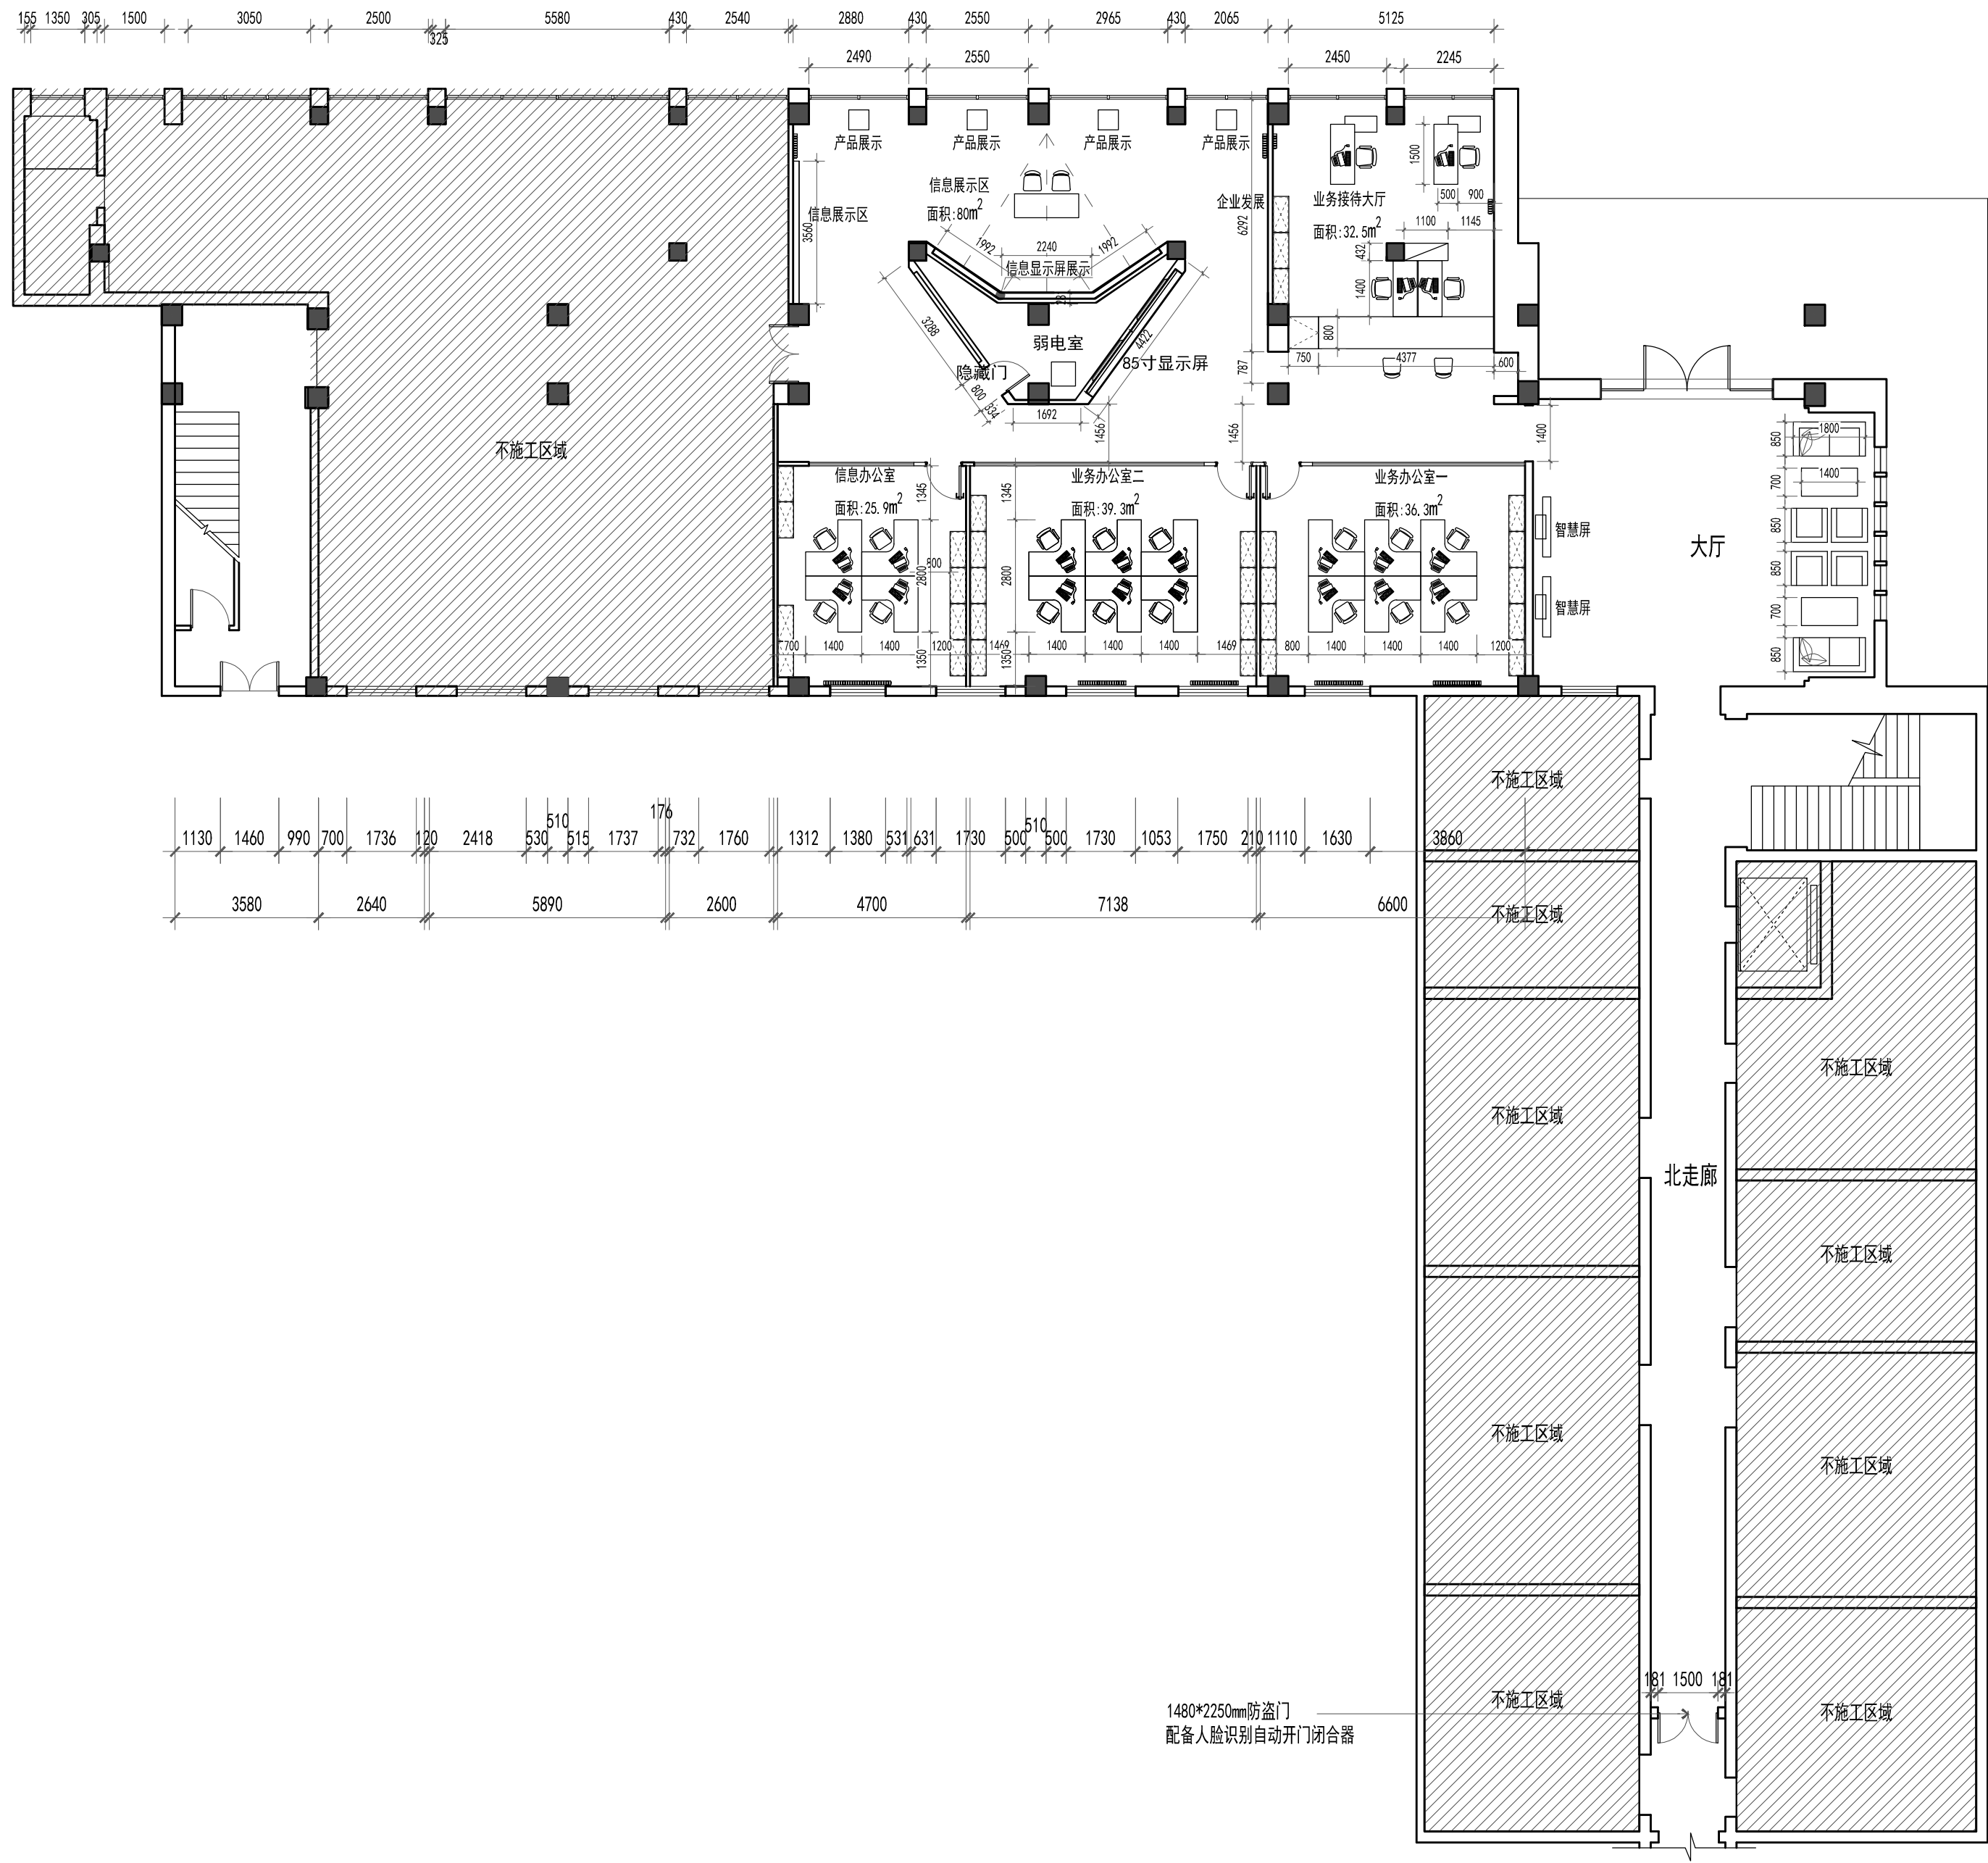 155 1350 305 1500 3050 2500 325 5580 430 2540 2880 430 2550 2965 430 2065 5125
2490 2550 2450 2245
产品展示 产品展示 产品展示 产品展示
信息展示区
面积:80m²
信息展示区
3560
企业发展
6292
业务接待大厅
面积:32.5m²
1500
500 900
1100 1145
432
1400
1992 2240 1992
信息显示屏展示
3288
弱电室
4422
85寸显示屏
隐藏门
800
334
1692
1456
1456
787
800
750 4377 600
1400
不施工区域
信息办公室
面积:25.9m²
1345
2800
1350
700 1400 1400 1200
业务办公室二
面积:39.3m²
1345
2800
1350
1469 1400 1400 1400 1469
业务办公室一
面积:36.3m²
800 1400 1400 1400 1200
智慧屏
智慧屏
大厅
850 1800
700 1400
850
850
700
850
1130 1460 990 700 1736 120 2418 530 510 515 1737 176 732 1760 1312 1380 531 631 1730 500 510 500 1730 1053 1750 210 1110 1630 3860
3580 2640 5890 2600 4700 7138 6600
不施工区域
不施工区域
不施工区域
不施工区域
不施工区域
北走廊
不施工区域
不施工区域
不施工区域
不施工区域
181 1500 181
1480*2250mm防盗门
配备人脸识别自动开门闭合器